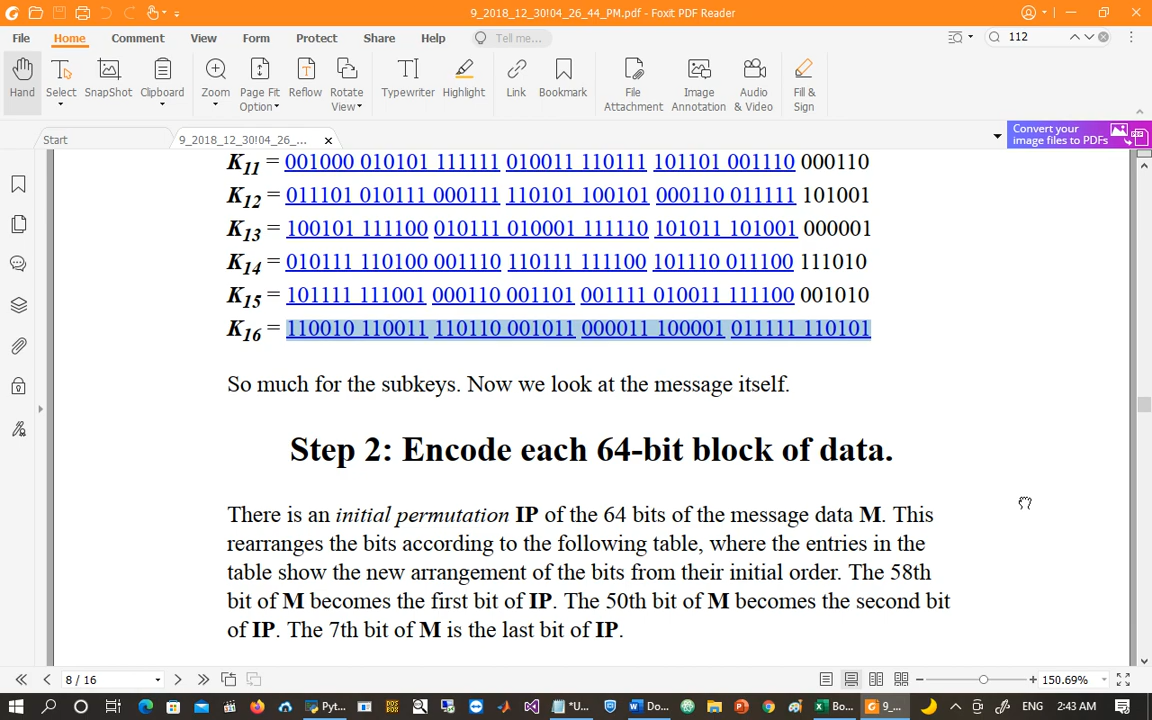 9_2018_12_30!04_26_44_PM.pdf - Foxit PDF Reader
File Home Comment View Form Protect Share Help Tell me... 112
Hand Select SnapShot Clipboard Zoom Page Fit Option Reflow Rotate View Typewriter Highlight Link Bookmark File Attachment Image Annotation Audio & Video Fill & Sign
Start 9_2018_12_30!04_26_... Convert your image files to PDFs
K11 = 001000 010101 111111 010011 110111 101101 001110 000110
K12 = 011101 010111 000111 110101 100101 000110 011111 101001
K13 = 100101 111100 010111 010001 111110 101011 101001 000001
K14 = 010111 110100 001110 110111 111100 101110 011100 111010
K15 = 101111 111001 000110 001101 001111 010011 111100 001010
K16 = 110010 110011 110110 001011 000011 100001 011111 110101
So much for the subkeys. Now we look at the message itself.
Step 2: Encode each 64-bit block of data.
There is an initial permutation IP of the 64 bits of the message data M. This
rearranges the bits according to the following table, where the entries in the
table show the new arrangement of the bits from their initial order. The 58th
bit of M becomes the first bit of IP. The 50th bit of M becomes the second bit
of IP. The 7th bit of M is the last bit of IP.
8 / 16 150.69%
Pyt... *U... Do... Bo... 9_... ENG 2:43 AM